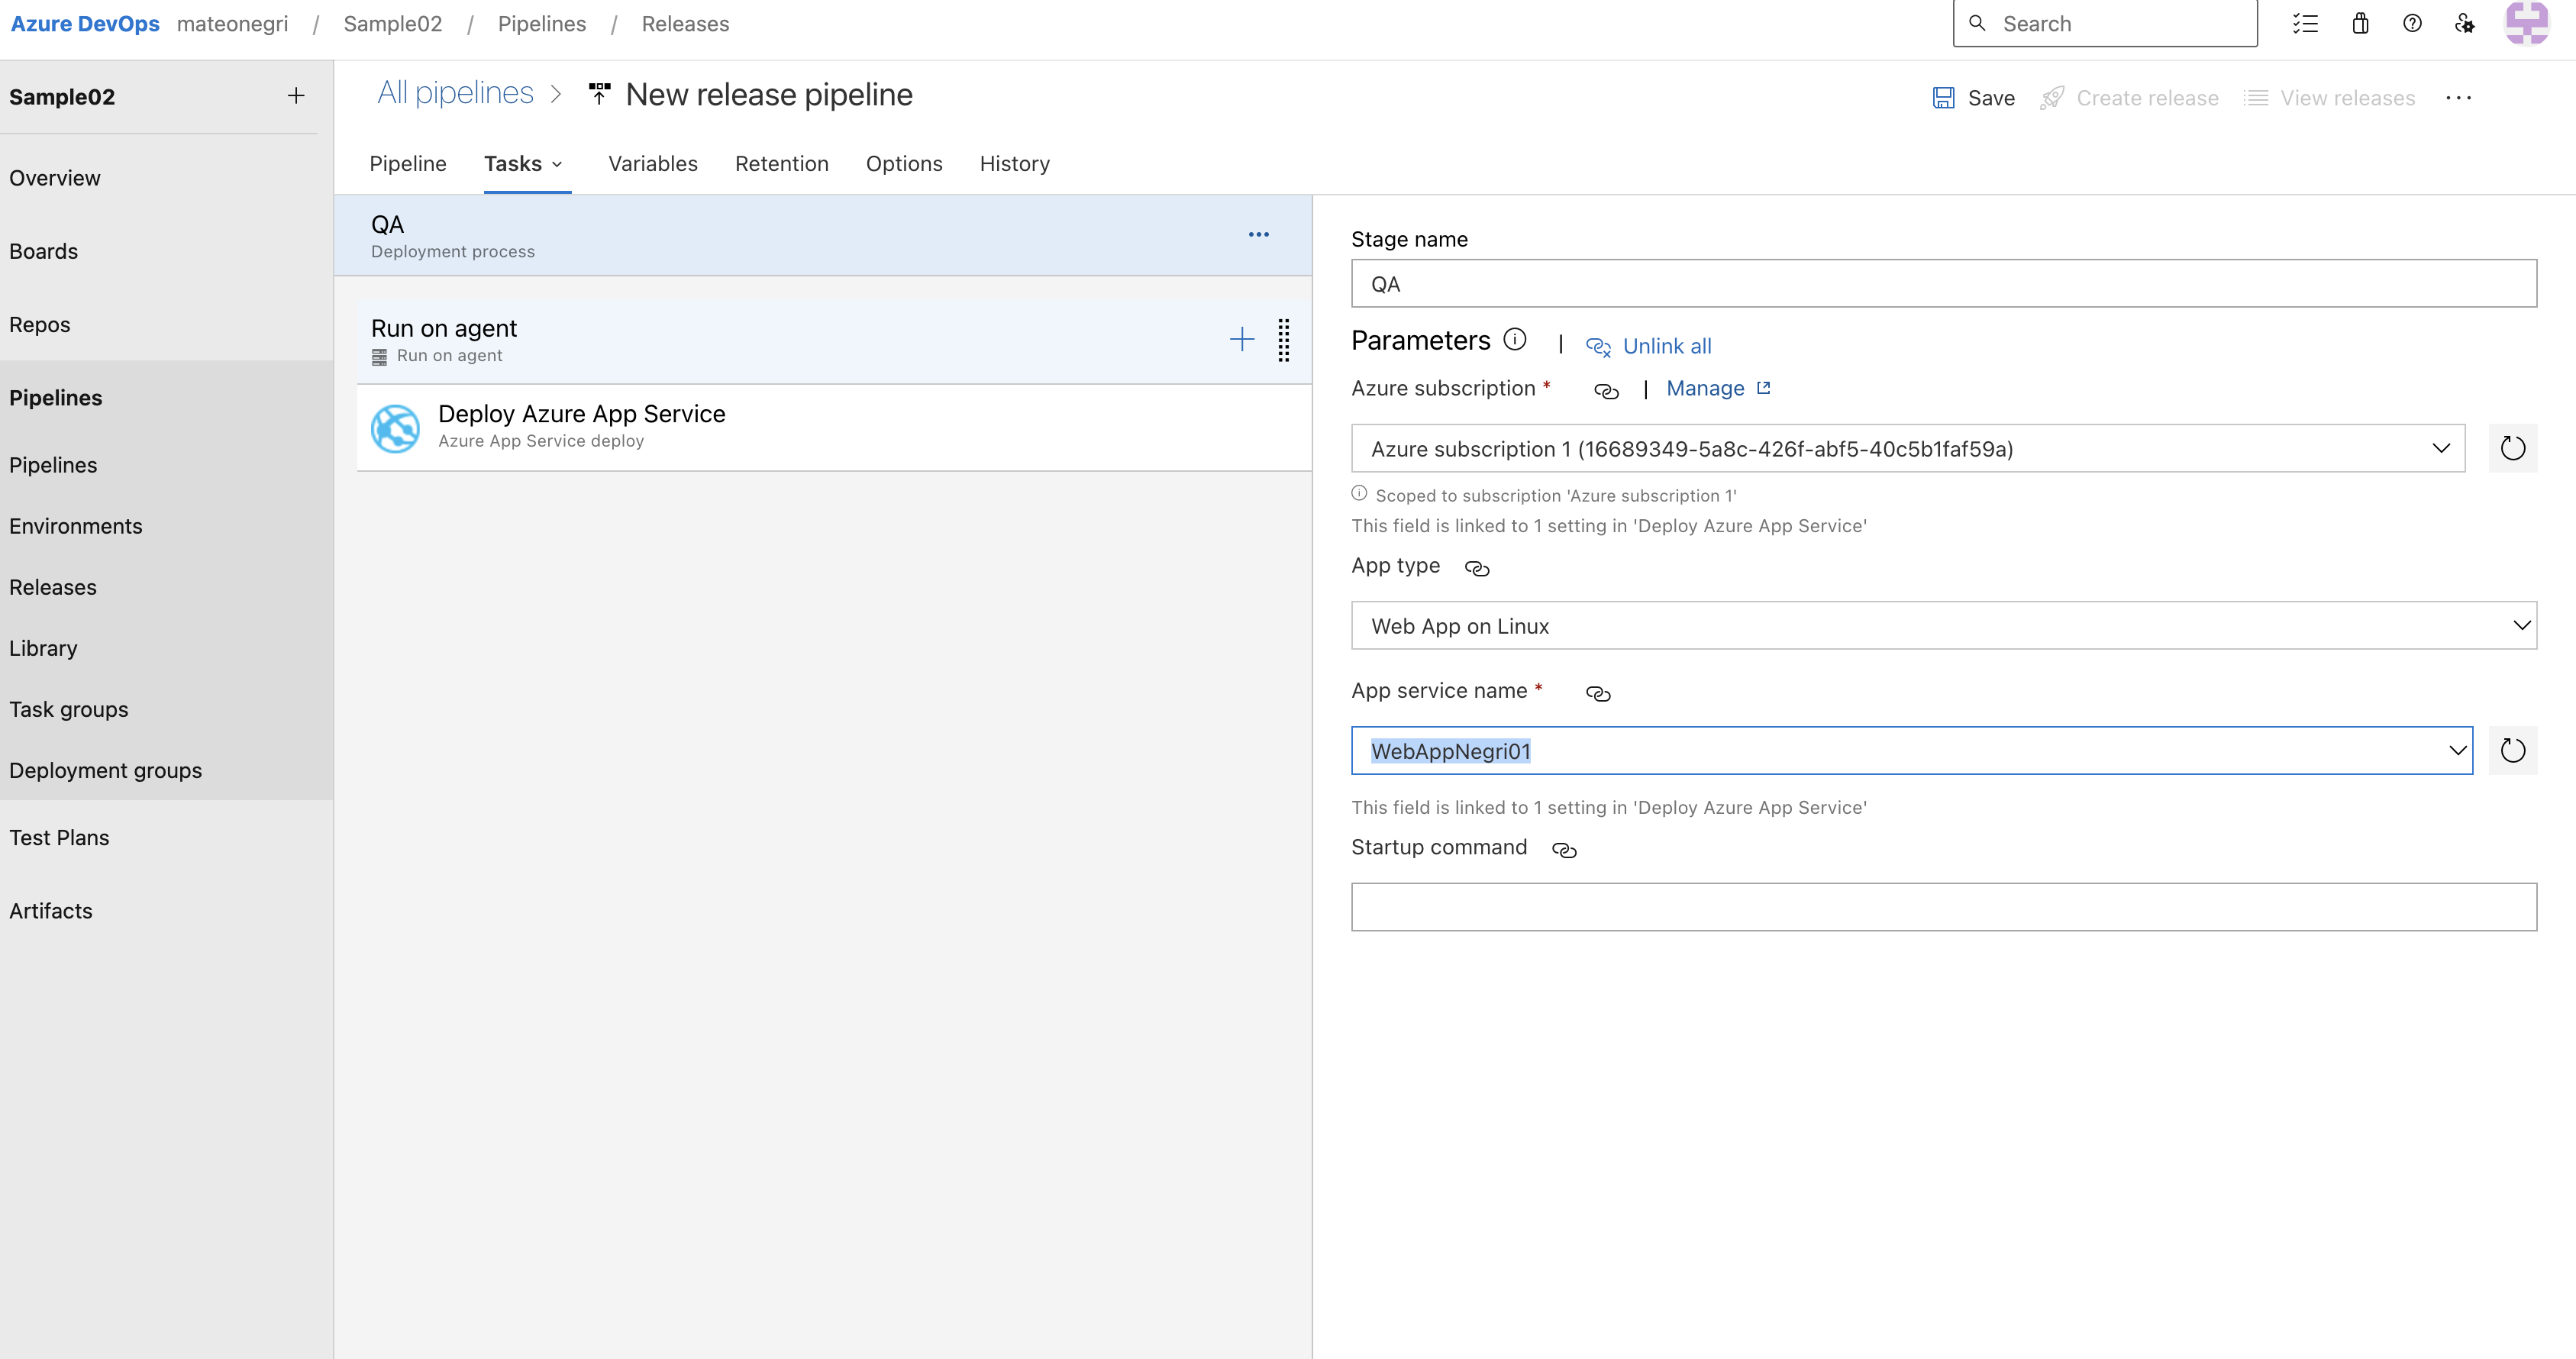 Azure DevOps mateonegri / Sample02 / Pipelines / Releases
Search
Sample02
Overview
Boards
Repos
Pipelines
Pipelines
Environments
Releases
Library
Task groups
Deployment groups
Test Plans
Artifacts
All pipelines > New release pipeline
Save Create release View releases ...
Pipeline Tasks Variables Retention Options History
QA
Deployment process
Run on agent
Run on agent
Deploy Azure App Service
Azure App Service deploy
Stage name
QA
Parameters | Unlink all
Azure subscription * | Manage
Azure subscription 1 (16689349-5a8c-426f-abf5-40c5b1faf59a)
Scoped to subscription 'Azure subscription 1'
This field is linked to 1 setting in 'Deploy Azure App Service'
App type
Web App on Linux
App service name *
WebAppNegri01
This field is linked to 1 setting in 'Deploy Azure App Service'
Startup command